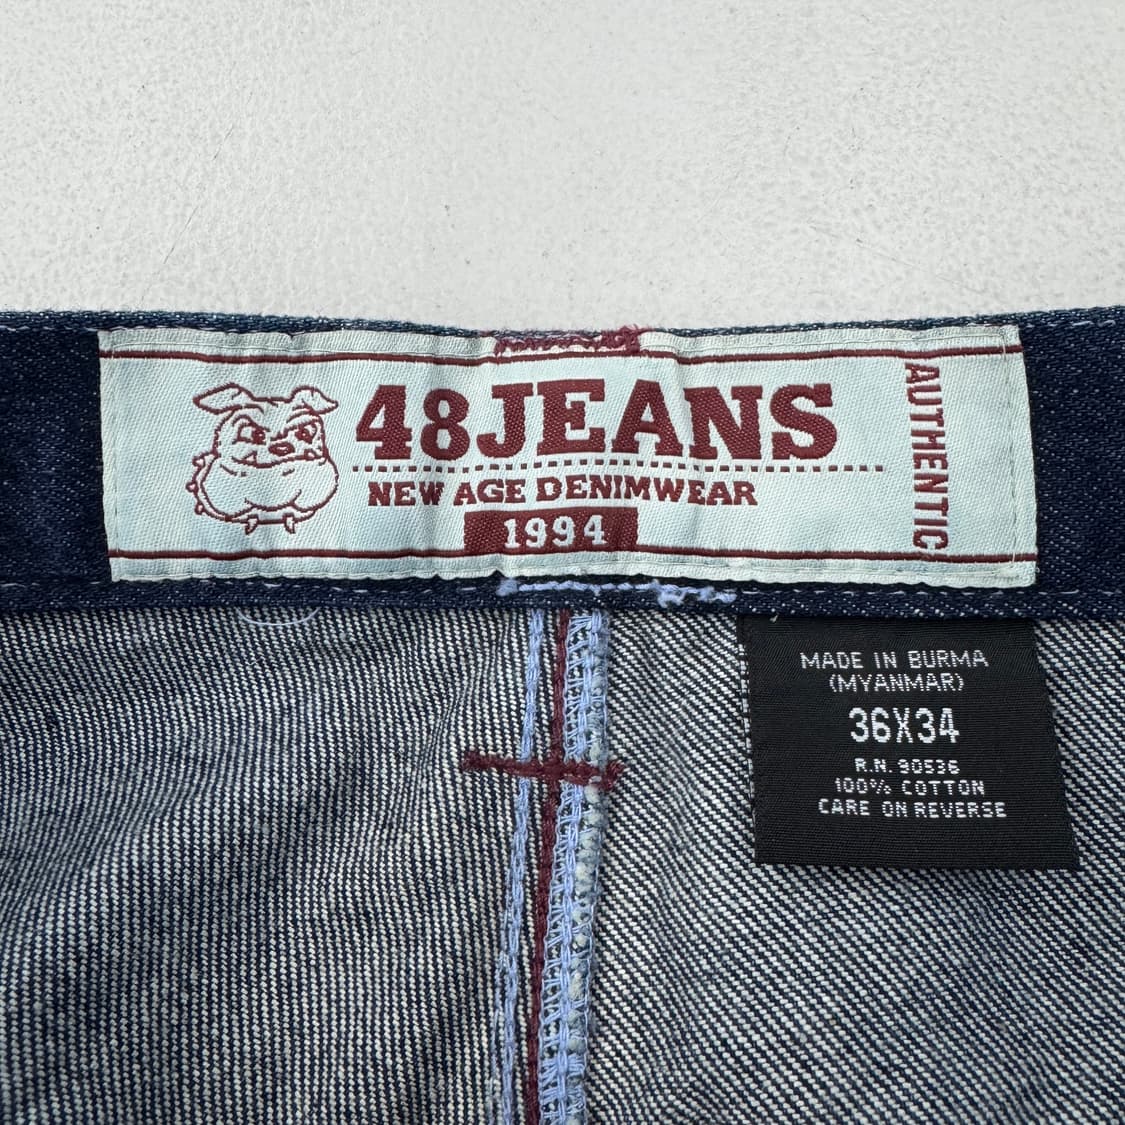 48JEANS
NEW AGE DENIMWEAR
1994
AUTHENTIC
MADE IN BURMA
(MYANMAR)
36X34
R.N. 90536
100% COTTON
CARE ON REVERSE